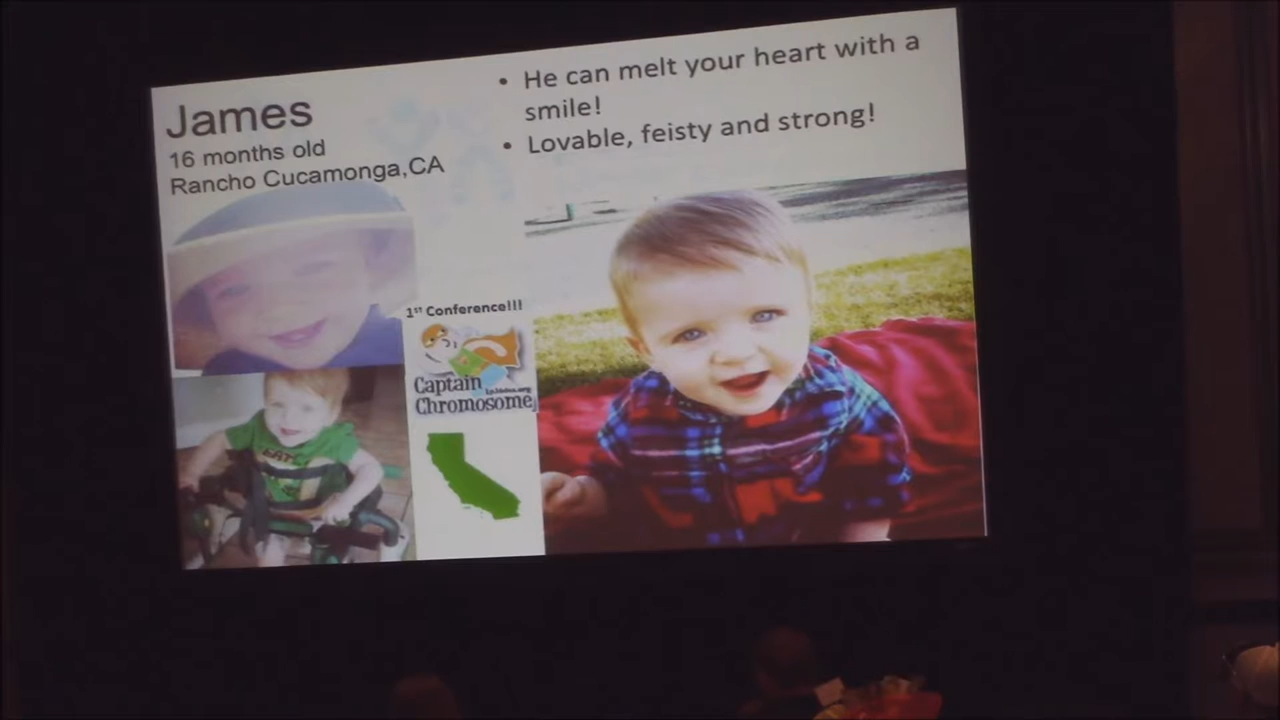 James
16 months old
Rancho Cucamonga,CA
• He can melt your heart with a
smile!
• Lovable, feisty and strong!
1st Conference!!!
Captain
Chromosome